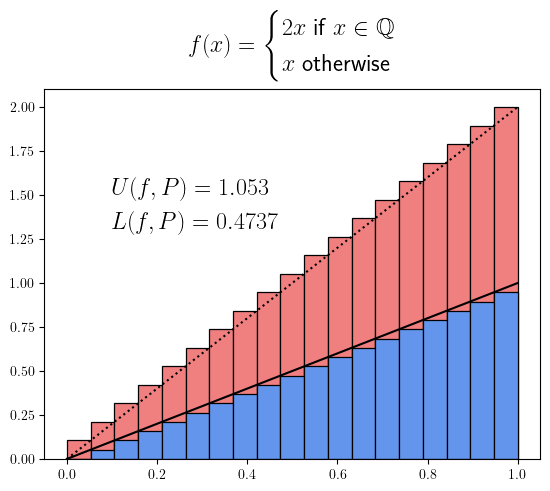 f(x) = { 2x if x ∈ ℚ
x otherwise
2.00
1.75
1.50
1.25
1.00
0.75
0.50
0.25
0.00
U(f, P) = 1.053
L(f, P) = 0.4737
0.0 0.2 0.4 0.6 0.8 1.0